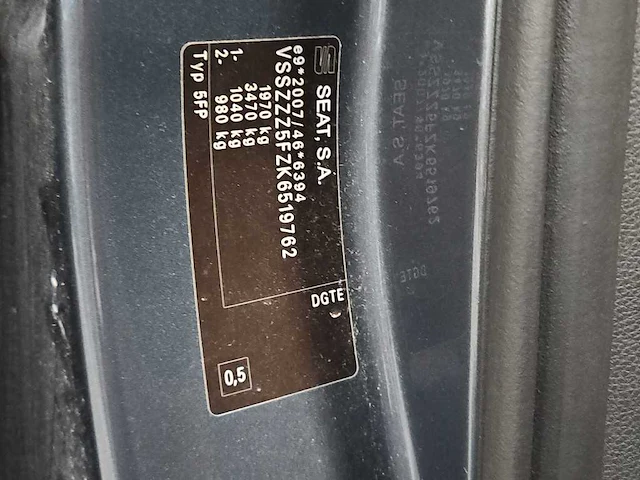 SEAT, S.A.
e9*2007/46*6394
VSSZZZ5FZK6519762
1970 kg
3470 kg
1- 1040 kg
2- 980 kg
Typ 5FP
DGTE
0,5